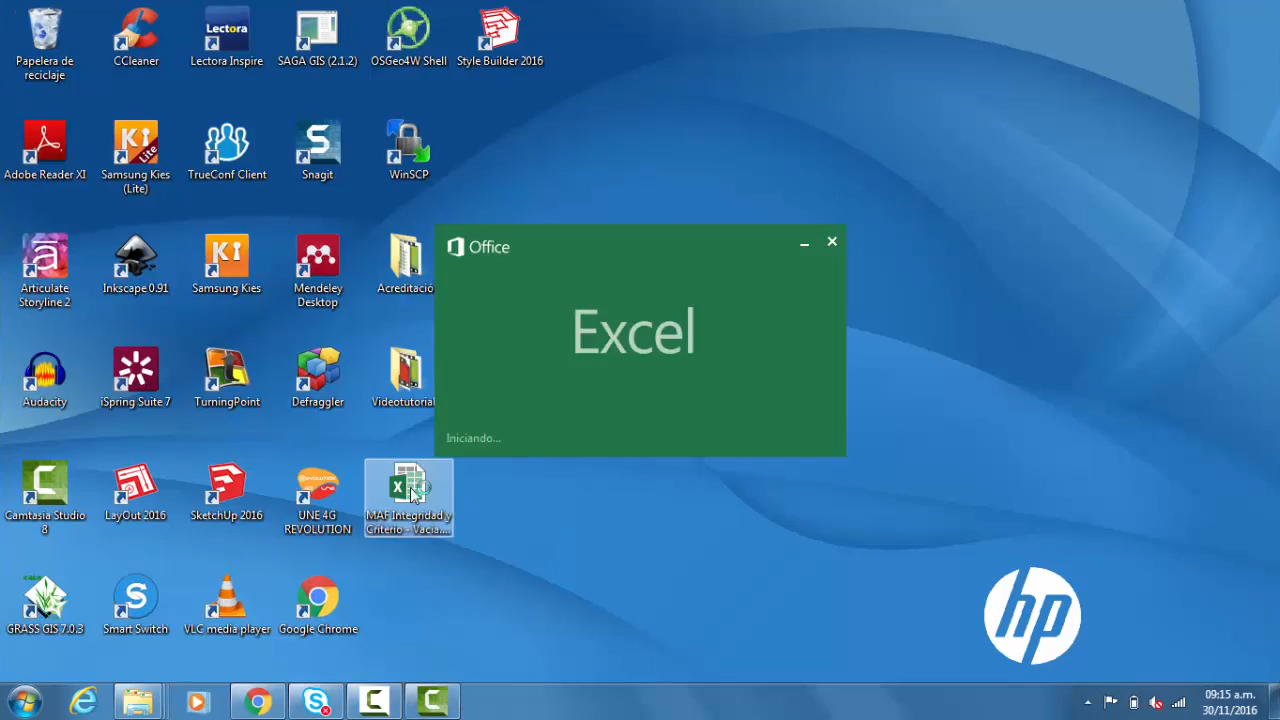 Papelera de
reciclaje
CCleaner
Lectora
Lectora Inspire
SAGA GIS (2.1.2)
OSGeo4W Shell
Style Builder 2016
Adobe Reader XI
Ki
Lite
Samsung Kies
(Lite)
TrueConf Client
S
Snagit
WinSCP
a
Articulate
Storyline 2
Inkscape 0.91
Ki
Samsung Kies
Mendeley
Desktop
Acreditació
Office
Excel
Iniciando...
Audacity
iSpring Suite 7
TurningPoint
Defraggler
Videotutorial
C
Camtasia Studio
8
LayOut 2016
SketchUp 2016
UNE 4G
REVOLUTION
X
MAF Integridad y
Criterio - Vacia....
GRASS GIS 7.0.3
S
Smart Switch
VLC media player
Google Chrome
hp
09:15 a.m.
30/11/2016